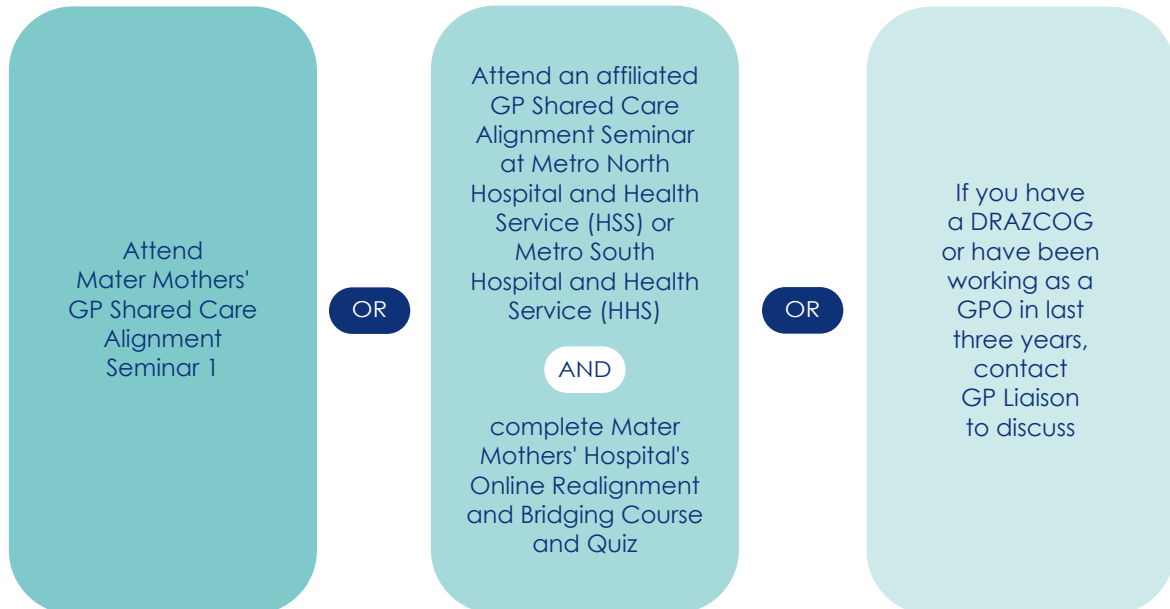 Attend
Mater Mothers'
GP Shared Care
Alignment
Seminar 1
OR
Attend an affiliated
GP Shared Care
Alignment Seminar
at Metro North
Hospital and Health
Service (HSS) or
Metro South
Hospital and Health
Service (HHS)
AND
complete Mater
Mothers' Hospital's
Online Realignment
and Bridging Course
and Quiz
OR
If you have
a DRAZCOG
or have been
working as a
GPO in last
three years,
contact
GP Liaison
to discuss